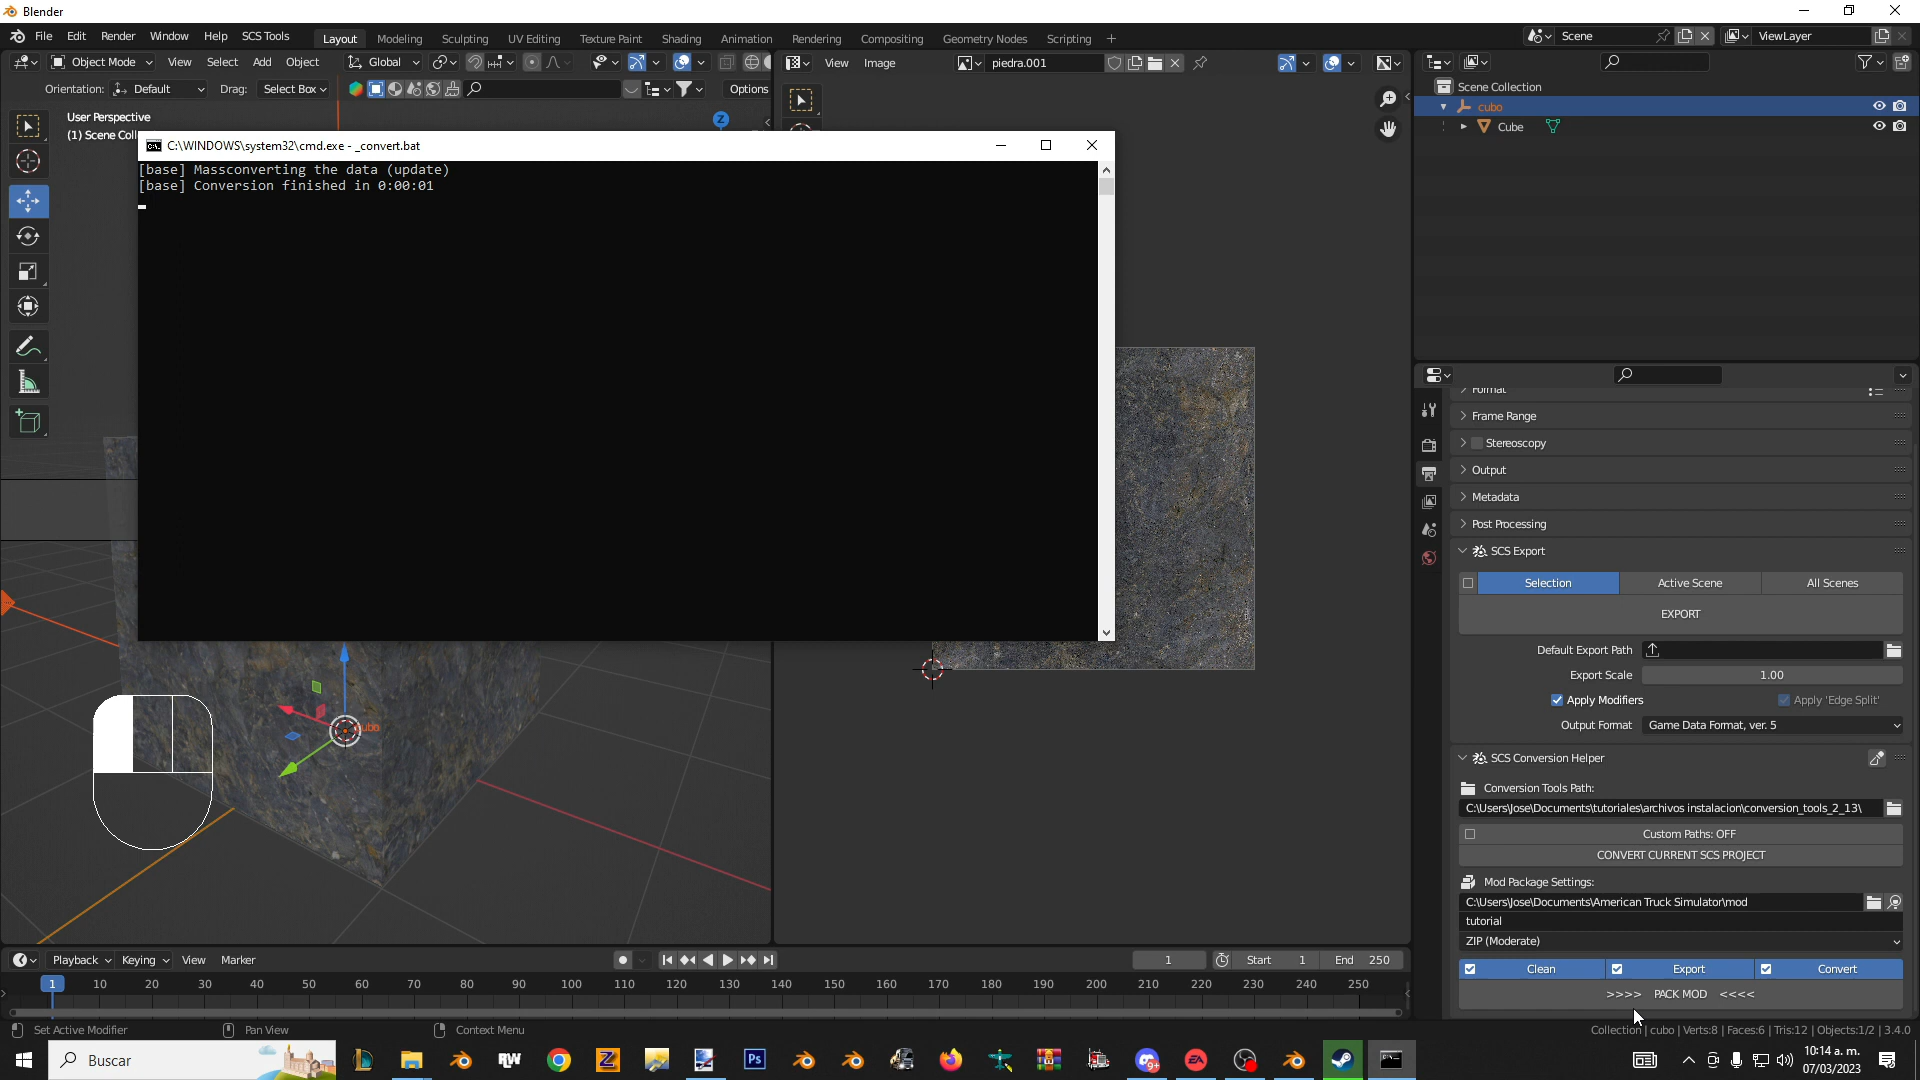 Blender
File Edit Render Window Help SCS Tools Layout Modeling Sculpting UV Editing Texture Paint Shading Animation Rendering Compositing Geometry Nodes Scripting + Scene ViewLayer
Object Mode View Select Add Object Global View Image piedra.001
Orientation: Default Drag: Select Box Options
Scene Collection
cubo
Cube
User Perspective
(1) Scene Coll
Z
C:\WINDOWS\system32\cmd.exe - _convert.bat
[base] Massconverting the data (update)
[base] Conversion finished in 0:00:01
cubo
Format
Frame Range
Stereoscopy
Output
Metadata
Post Processing
SCS Export
Selection Active Scene All Scenes
EXPORT
Default Export Path
Export Scale 1.00
Apply Modifiers Apply 'Edge Split'
Output Format Game Data Format, ver. 5
SCS Conversion Helper
Conversion Tools Path:
C:\Users\Jose\Documents\tutoriales\archivos instalacion\conversion_tools_2_13\
Custom Paths: OFF
CONVERT CURRENT SCS PROJECT
Mod Package Settings:
C:\Users\Jose\Documents\American Truck Simulator\mod
tutorial
ZIP (Moderate)
Clean Export Convert
>>>> PACK MOD <<<<
Playback Keying View Marker 1 Start 1 End 250
1 10 20 30 40 50 60 70 80 90 100 110 120 130 140 150 160 170 180 190 200 210 220 230 240 250
Set Active Modifier Pan View Context Menu Collection | cubo | Verts:8 | Faces:6 | Tris:12 | Objects:1/2 | 3.4.0
Buscar RW Z Ps 9+ EA
10:14 a. m.
07/03/2023